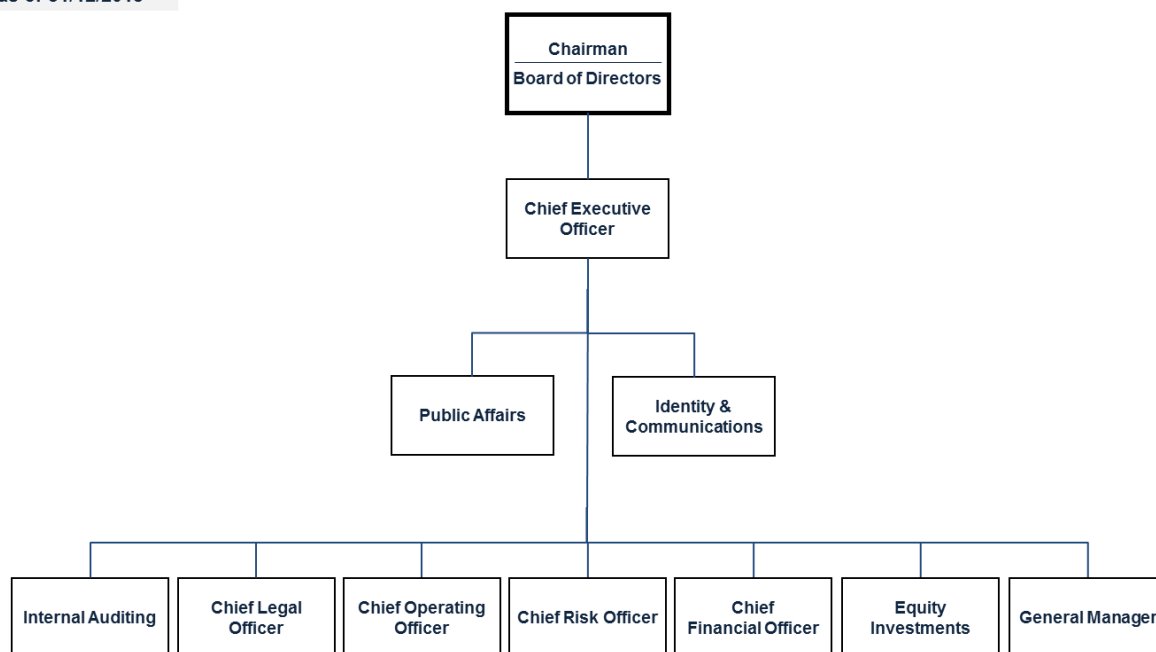 Chairman
Board of Directors
Chief Executive
Officer
Public Affairs
Identity &
Communications
Internal Auditing
Chief Legal
Officer
Chief Operating
Officer
Chief Risk Officer
Chief
Financial Officer
Equity
Investments
General Manager